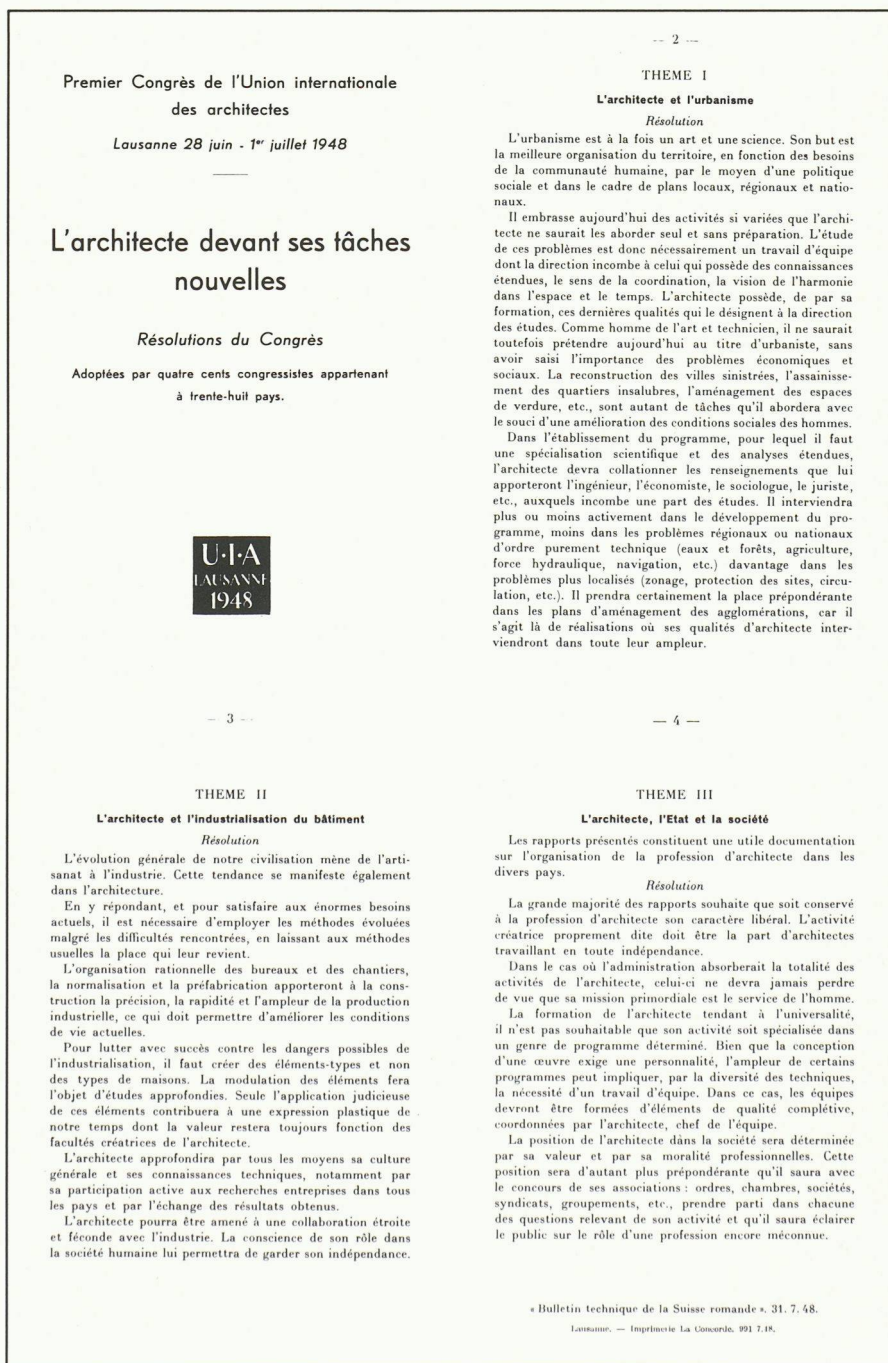 Premier Congrès de l'Union internationale
des architectes
Lausanne 28 juin - 1er juillet 1948
L'architecte devant ses tâches
nouvelles
Résolutions du Congrès
Adoptées par quatre cents congressistes appartenant
à trente-huit pays.
U·I·A
LAUSANNE
1948
— 2 —
THEME I
L'architecte et l'urbanisme
Résolution
L'urbanisme est à la fois un art et une science. Son but est
la meilleure organisation du territoire, en fonction des besoins
de la communauté humaine, par le moyen d'une politique
sociale et dans le cadre de plans locaux, régionaux et natio-
naux.
Il embrasse aujourd'hui des activités si variées que l'archi-
tecte ne saurait les aborder seul et sans préparation. L'étude
de ces problèmes est donc nécessairement un travail d'équipe
dont la direction incombe à celui qui possède des connaissances
étendues, le sens de la coordination, la vision de l'harmonie
dans l'espace et le temps. L'architecte possède, de par sa
formation, ces dernières qualités qui le désignent à la direction
des études. Comme homme de l'art et technicien, il ne saurait
toutefois prétendre aujourd'hui au titre d'urbaniste, sans
avoir saisi l'importance des problèmes économiques et
sociaux. La reconstruction des villes sinistrées, l'assainisse-
ment des quartiers insalubres, l'aménagement des espaces
de verdure, etc., sont autant de tâches qu'il abordera avec
le souci d'une amélioration des conditions sociales des hommes.
Dans l'établissement du programme, pour lequel il faut
une spécialisation scientifique et des analyses étendues,
l'architecte devra collationner les renseignements que lui
apporteront l'ingénieur, l'économiste, le sociologue, le juriste,
etc., auxquels incombe une part des études. Il interviendra
plus ou moins activement dans le développement du pro-
gramme, moins dans les problèmes régionaux ou nationaux
d'ordre purement technique (eaux et forêts, agriculture,
force hydraulique, navigation, etc.) davantage dans les
problèmes plus localisés (zonage, protection des sites, circu-
lation, etc.). Il prendra certainement la place prépondérante
dans les plans d'aménagement des agglomérations, car il
s'agit là de réalisations où ses qualités d'architecte inter-
viendront dans toute leur ampleur.
— 3 —
THEME II
L'architecte et l'industrialisation du bâtiment
Résolution
L'évolution générale de notre civilisation mène de l'arti-
sanat à l'industrie. Cette tendance se manifeste également
dans l'architecture.
En y répondant, et pour satisfaire aux énormes besoins
actuels, il est nécessaire d'employer les méthodes évoluées
malgré les difficultés rencontrées, en laissant aux méthodes
usuelles la place qui leur revient.
L'organisation rationnelle des bureaux et des chantiers,
la normalisation et la préfabrication apporteront à la cons-
truction la précision, la rapidité et l'ampleur de la production
industrielle, ce qui doit permettre d'améliorer les conditions
de vie actuelles.
Pour lutter avec succès contre les dangers possibles de
l'industrialisation, il faut créer des éléments-types et non
des types de maisons. La modulation des éléments fera
l'objet d'études approfondies. Seule l'application judicieuse
de ces éléments contribuera à une expression plastique de
notre temps dont la valeur restera toujours fonction des
facultés créatrices de l'architecte.
L'architecte approfondira par tous les moyens sa culture
générale et ses connaissances techniques, notamment par
sa participation active aux recherches entreprises dans tous
les pays et par l'échange des résultats obtenus.
L'architecte pourra être amené à une collaboration étroite
et féconde avec l'industrie. La conscience de son rôle dans
la société humaine lui permettra de garder son indépendance.
— 4 —
THEME III
L'architecte, l'Etat et la société
Les rapports présentés constituent une utile documentation
sur l'organisation de la profession d'architecte dans les
divers pays.
Résolution
La grande majorité des rapports souhaite que soit conservé
à la profession d'architecte son caractère libéral. L'activité
créatrice proprement dite doit être la part d'architectes
travaillant en toute indépendance.
Dans le cas où l'administration absorberait la totalité des
activités de l'architecte, celui-ci ne devra jamais perdre
de vue que sa mission primordiale est le service de l'homme.
La formation de l'architecte tendant à l'universalité,
il n'est pas souhaitable que son activité soit spécialisée dans
un genre de programme déterminé. Bien que la conception
d'une œuvre exige une personnalité, l'ampleur de certains
programmes peut impliquer, par la diversité des techniques,
la nécessité d'un travail d'équipe. Dans ce cas, les équipes
devront être formées d'éléments de qualité complétive,
coordonnées par l'architecte, chef de l'équipe.
La position de l'architecte dans la société sera déterminée
par sa valeur et par sa moralité professionnelles. Cette
position sera d'autant plus prépondérante qu'il saura avec
le concours de ses associations : ordres, chambres, sociétés,
syndicats, groupements, etc., prendre parti dans chacune
des questions relevant de son activité et qu'il saura éclairer
le public sur le rôle d'une profession encore méconnue.
« Bulletin technique de la Suisse romande ». 31. 7. 48.
Lausanne. — Imprimerie La Concorde. 991 7.48.